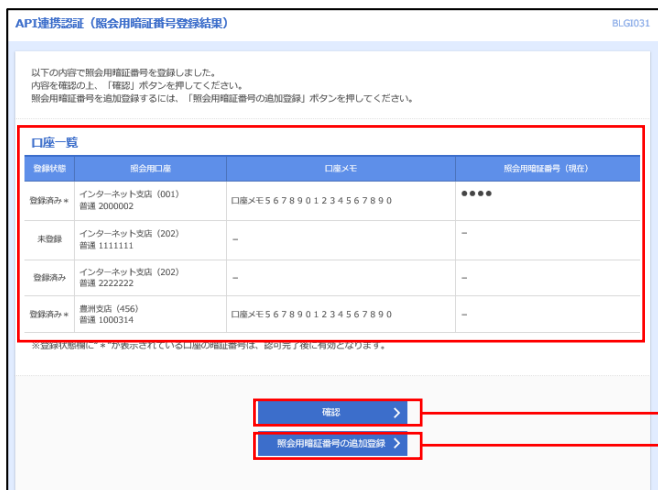 API連携認証（照会用暗証番号登録結果）
BLGI031
以下の内容で照会用暗証番号を登録しました。
内容を確認の上、「確認」ボタンを押してください。
照会用暗証番号を追加登録するには、「照会用暗証番号の追加登録」ボタンを押してください。
口座一覧
登録状態 照会用口座 口座メモ 照会用暗証番号（現在）
登録済み* インターネット支店（001） 口座メモ５６７８９０１２３４５６７８９０ ●●●●
普通 2000002
未登録 インターネット支店（202） － －
普通 1111111
登録済み インターネット支店（202） － －
普通 2222222
登録済み* 豊洲支店（456） 口座メモ５６７８９０１２３４５６７８９０ －
普通 1000314
※登録状態欄に"*"が表示されている口座の暗証番号は、認可完了後に有効となります。
確認
照会用暗証番号の追加登録